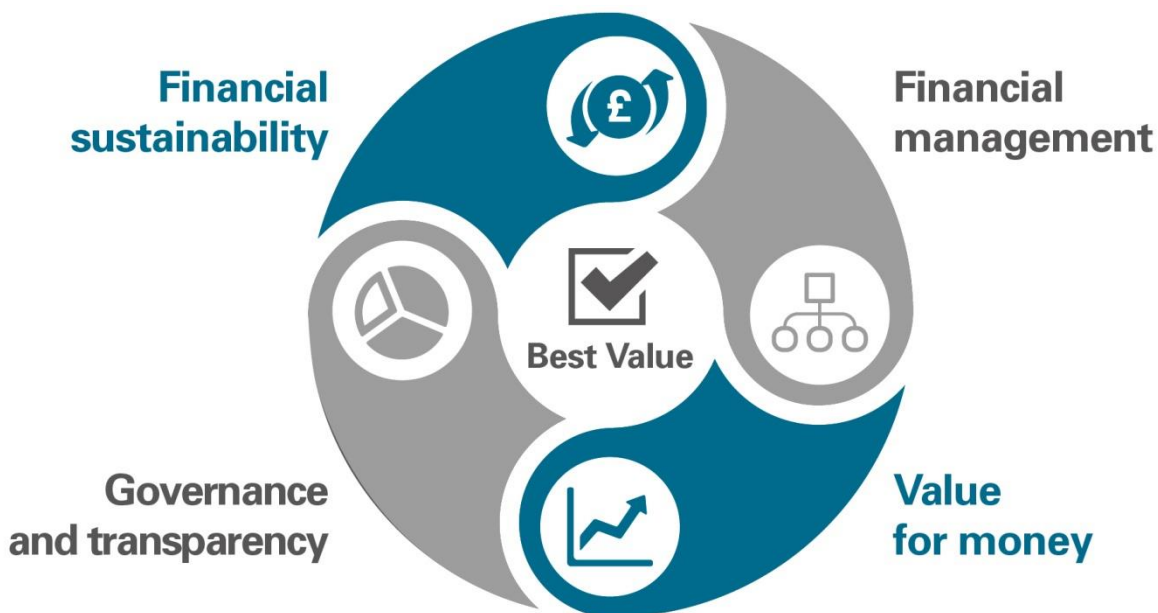 Financial
sustainability
£
Financial
management
Best Value
Governance
and transparency
Value
for money